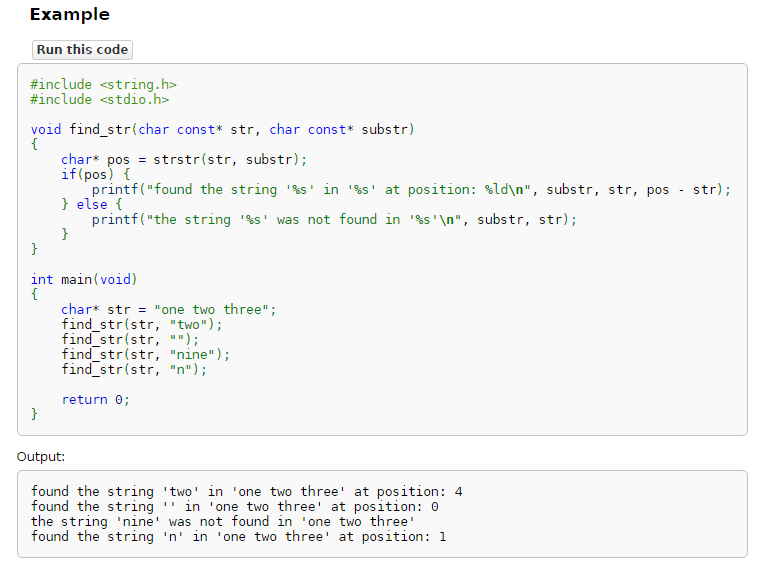 Example
Run this code
#include <string.h>
#include <stdio.h>

void find_str(char const* str, char const* substr)
{
    char* pos = strstr(str, substr);
    if(pos) {
        printf("found the string '%s' in '%s' at position: %ld\n", substr, str, pos - str);
    } else {
        printf("the string '%s' was not found in '%s'\n", substr, str);
    }
}

int main(void)
{
    char* str = "one two three";
    find_str(str, "two");
    find_str(str, "");
    find_str(str, "nine");
    find_str(str, "n");

    return 0;
}
Output:
found the string 'two' in 'one two three' at position: 4
found the string '' in 'one two three' at position: 0
the string 'nine' was not found in 'one two three'
found the string 'n' in 'one two three' at position: 1